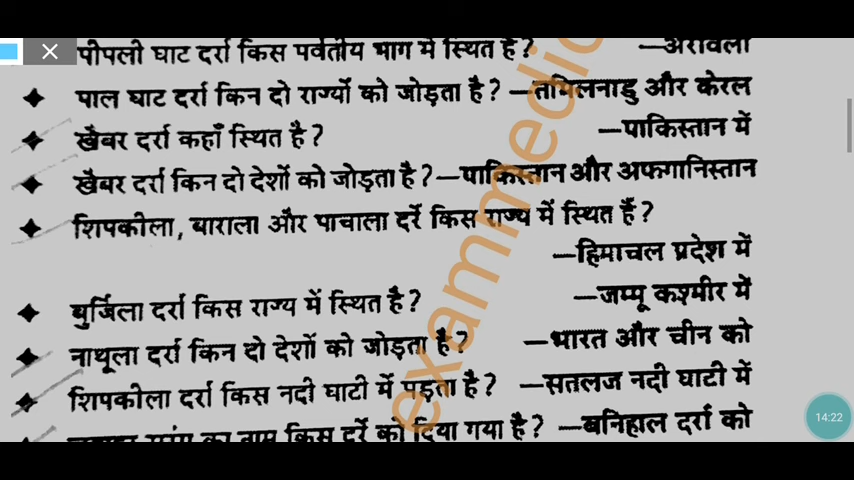 पीपली घाट दर्रा किस पर्वतीय भाग में स्थित है? —अरावली
पाल घाट दर्रा किन दो राज्यों को जोड़ता है? —तमिलनाडु और केरल
खैबर दर्रा कहाँ स्थित है? —पाकिस्तान में
खैबर दर्रा किन दो देशों को जोड़ता है?—पाकिस्तान और अफगानिस्तान
शिपकीला, बाराला और पाचाला दर्रे किस राज्य में स्थित हैं?
—हिमाचल प्रदेश में
बुर्जिला दर्रा किस राज्य में स्थित है? —जम्मू कश्मीर में
नाथूला दर्रा किन दो देशों को जोड़ता है? —भारत और चीन को
शिपकीला दर्रा किस नदी घाटी में पड़ता है? —सतलज नदी घाटी में
का नाम किस दर्रे को दिया गया है? —बनिहाल दर्रा को
exammedic
14:22